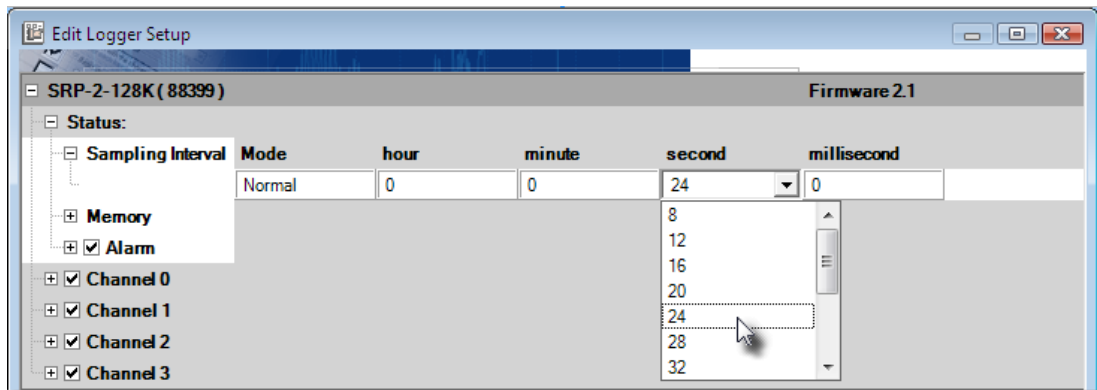 Edit Logger Setup
SRP-2-128K ( 88399 ) Firmware 2.1
Status:
Sampling Interval Mode hour minute second millisecond
Normal 0 0 24 0
8
Memory
12
Alarm
16
Channel 0
20
Channel 1
24
Channel 2
28
Channel 3
32